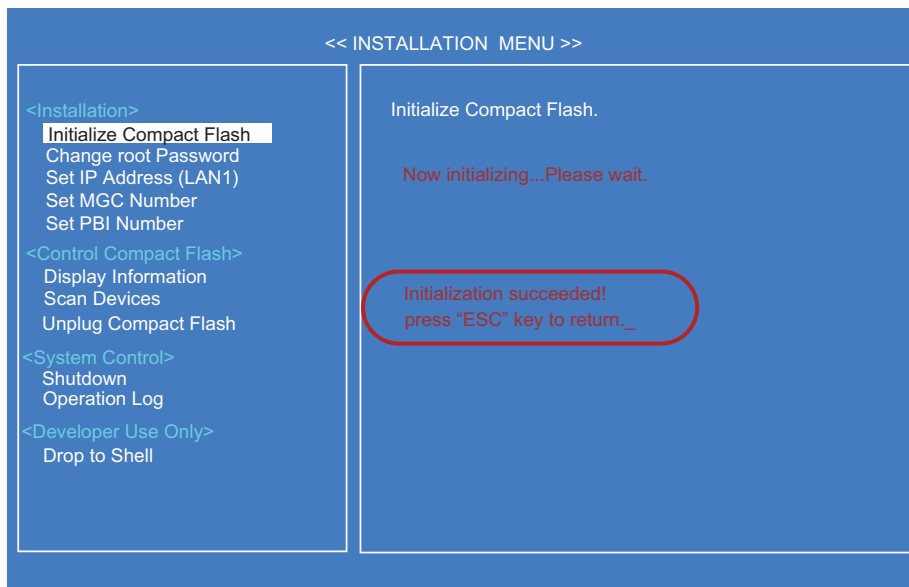 << INSTALLATION MENU >>
<Installation>
Initialize Compact Flash
Change root Password
Set IP Address (LAN1)
Set MGC Number
Set PBI Number
<Control Compact Flash>
Display Information
Scan Devices
Unplug Compact Flash
<System Control>
Shutdown
Operation Log
<Developer Use Only>
Drop to Shell
Initialize Compact Flash.
Now initializing...Please wait.
Initialization succeeded!
press “ESC” key to return._